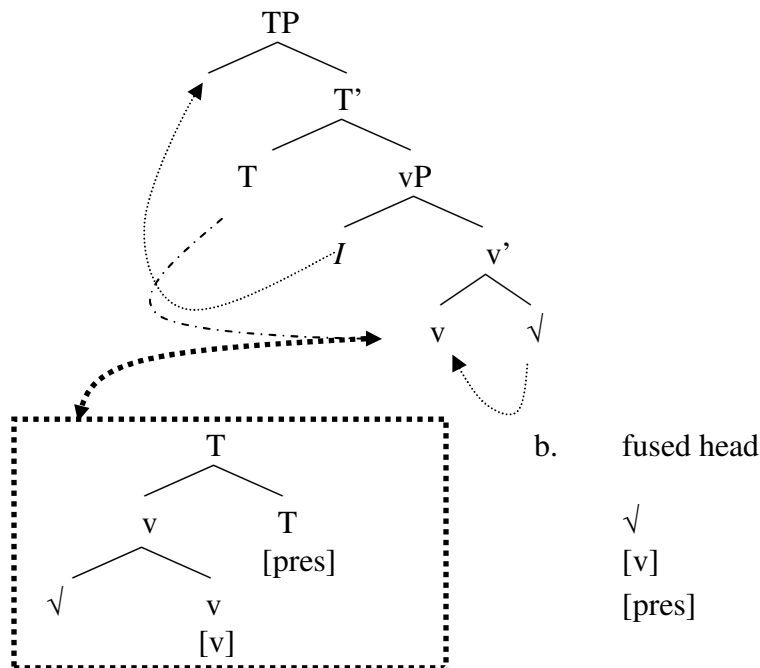 TP
T’
T vP
I v’
v √
T
b. fused head
v T
√
[pres]
[v]
√ v
[pres]
[v]